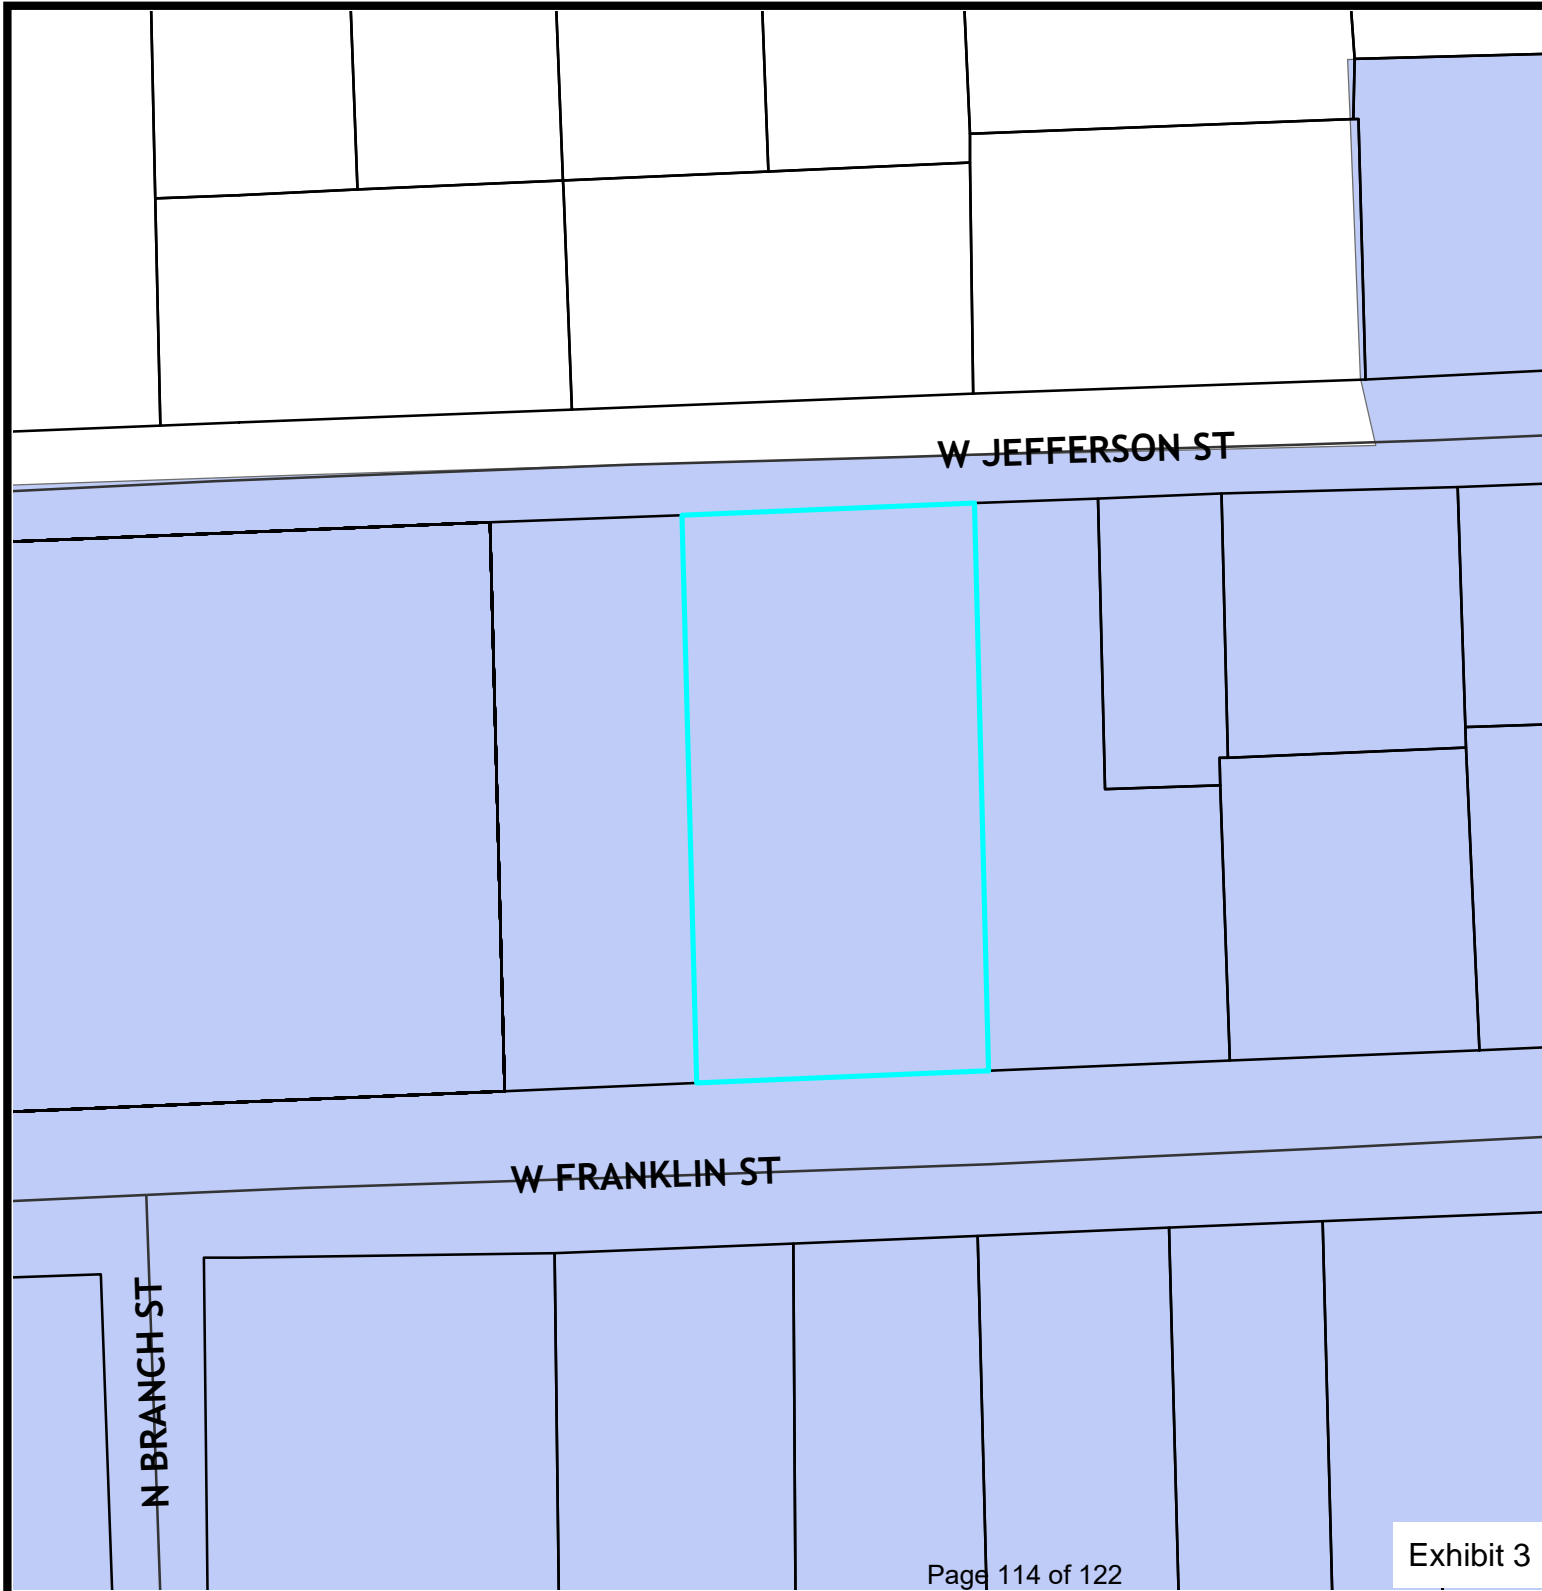 W JEFFERSON ST
W FRANKLIN ST
N BRANCH ST
Exhibit 3
Page 114 of 122